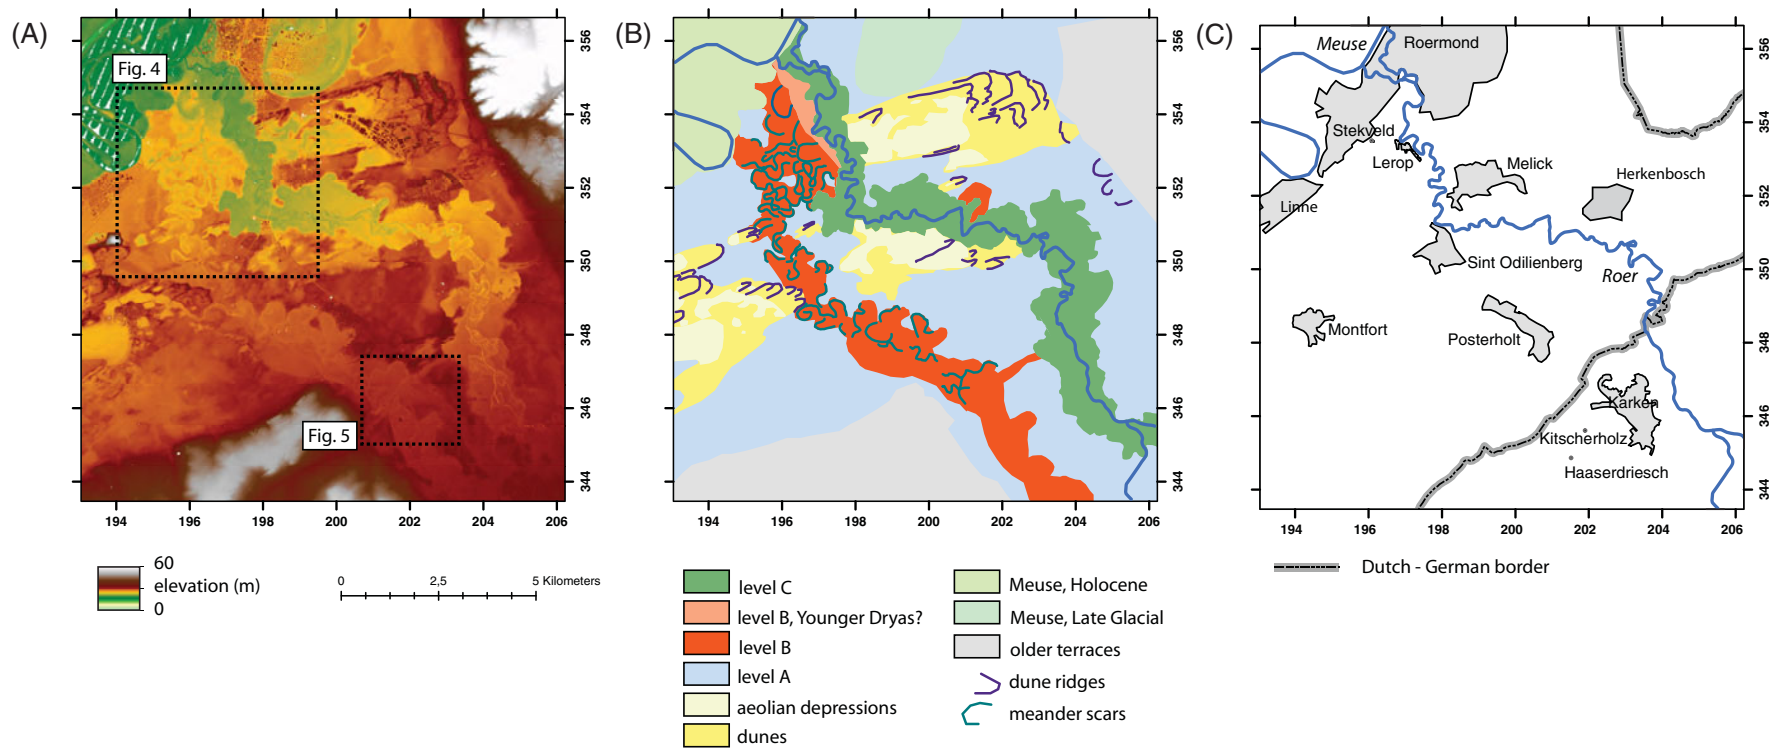 (A)
Fig. 4
Fig. 5
356
354
352
350
348
346
344
194
196
198
200
202
204
206
60
elevation (m)
0
0
2,5
5 Kilometers
(B)
356
354
352
350
348
346
344
194
196
198
200
202
204
206
level C
level B, Younger Dryas?
level B
level A
aeolian depressions
dunes
Meuse, Holocene
Meuse, Late Glacial
older terraces
dune ridges
meander scars
(C)
Meuse
Roermond
Stekveld
Lerop
Melick
Herkenbosch
Linne
Sint Odilienberg
Roer
Montfort
Posterholt
Karken
Kitscherholz
Haaserdriesch
356
354
352
350
348
346
344
194
196
198
200
202
204
206
Dutch - German border